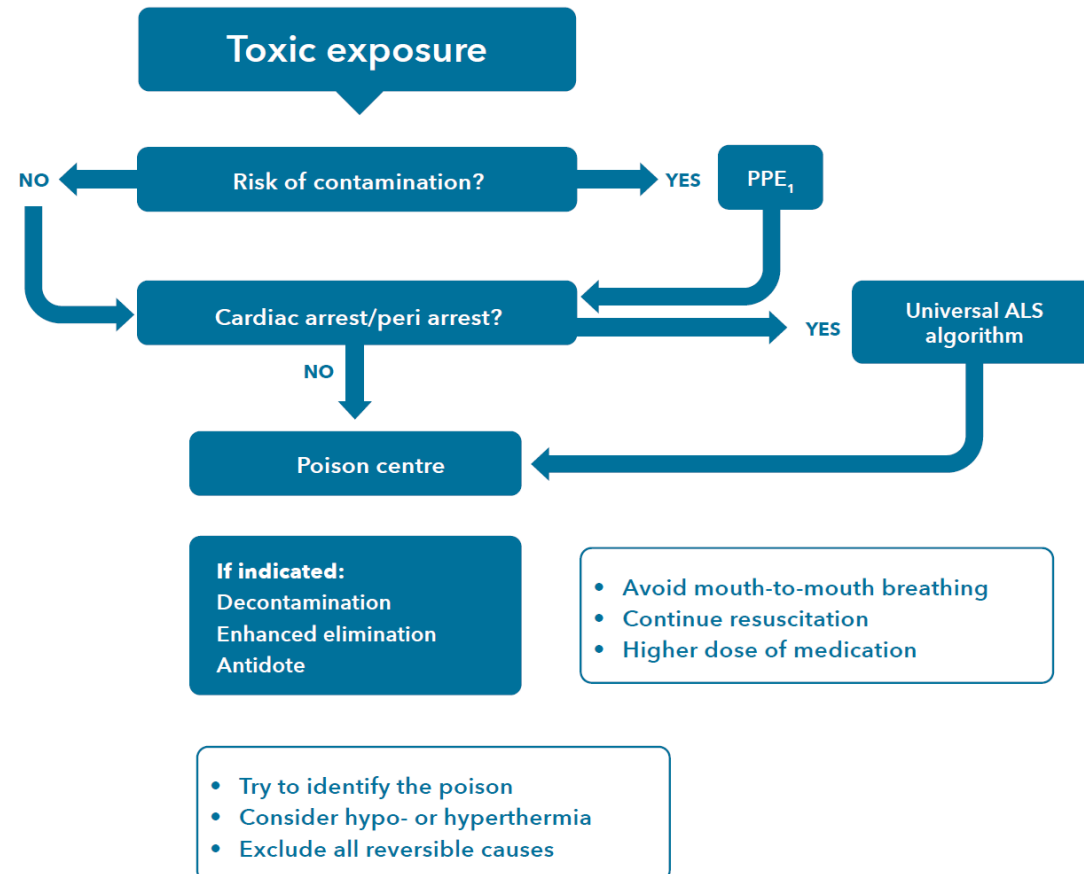 Toxic exposure
NO
Risk of contamination?
YES
PPE₁
Cardiac arrest/peri arrest?
YES
Universal ALS
algorithm
NO
Poison centre
If indicated:
Decontamination
Enhanced elimination
Antidote
• Avoid mouth-to-mouth breathing
• Continue resuscitation
• Higher dose of medication
• Try to identify the poison
• Consider hypo- or hyperthermia
• Exclude all reversible causes